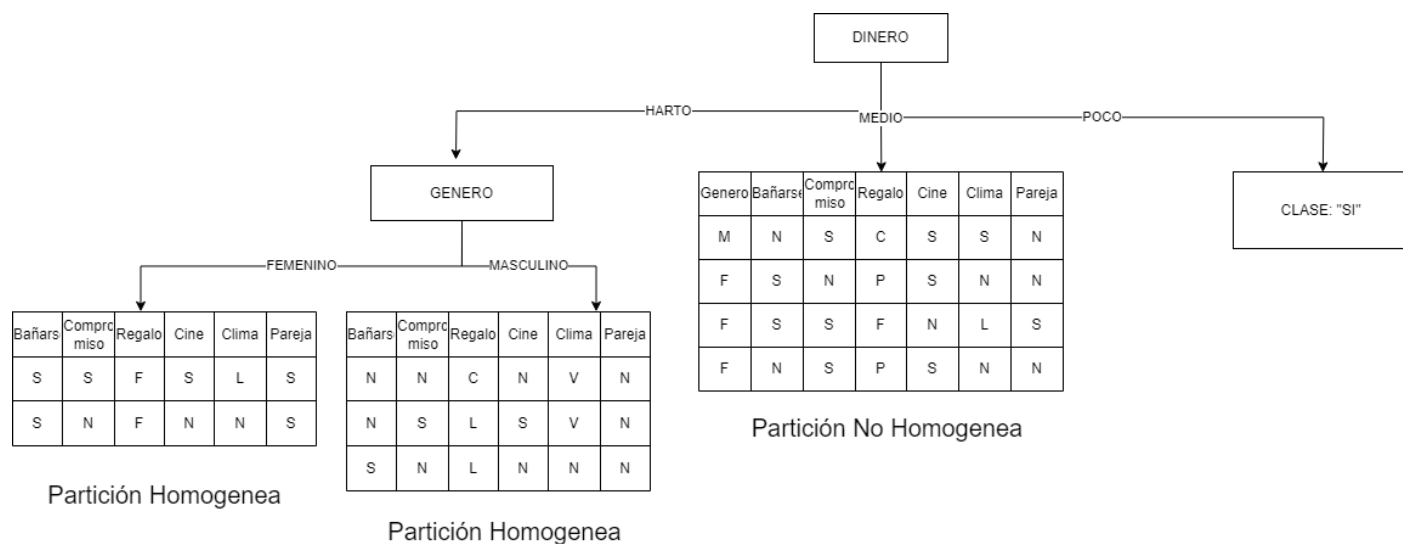 DINERO
HARTO
MEDIO
POCO
GENERO
CLASE: "SI"
Genero Bañarse Compro miso Regalo Cine Clima Pareja
M N S C S S N
F S N P S N N
F S S F N L S
F N S P S N N
Partición No Homogenea
FEMENINO
MASCULINO
Bañars Compro miso Regalo Cine Clima Pareja
S S F S L S
S N F N N S
Partición Homogenea
Bañars Compro miso Regalo Cine Clima Pareja
N N C N V N
N S L S V N
S N L N N N
Partición Homogenea